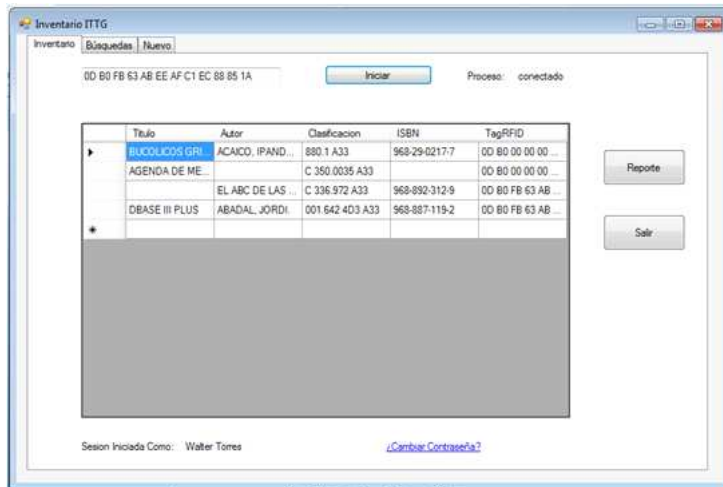 Inventario ITTG
Inventario Búsquedas Nuevo
0D B0 FB 63 AB EE AF C1 EC 88 85 1A Iniciar Proceso: conectado
Titulo Autor Clasificacion ISBN TagRFID
BUCOLICOS GRI... ACAICO, IPAND... 880.1 A33 968-29-0217-7 0D B0 00 00 00 ...
AGENDA DE ME... C 350.0035 A33 0D B0 00 00 00 ...
EL ABC DE LAS ... C 336.972 A33 968-892-312-9 0D B0 FB 63 AB ...
DBASE III PLUS ABADAL, JORDI. 001.642 4D3 A33 968-887-119-2 0D B0 FB 63 AB ...
Reporte
Salir
Sesion Iniciada Como: Walter Torres ¿Cambiar Contraseña?